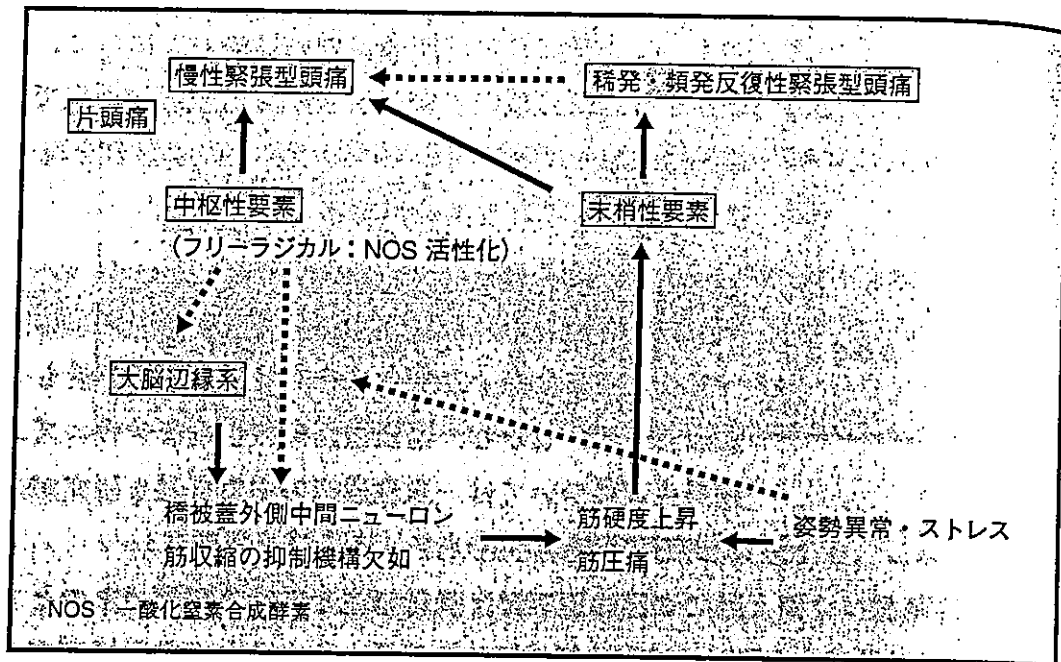 慢性緊張型頭痛
稀発・頻発反復性緊張型頭痛
片頭痛
中枢性要素
末梢性要素
(フリーラジカル：NOS 活性化)
大脳辺縁系
橋被蓋外側中間ニューロン
筋収縮の抑制機構欠如
筋硬度上昇
筋圧痛
姿勢異常・ストレス
NOS：一酸化窒素合成酵素